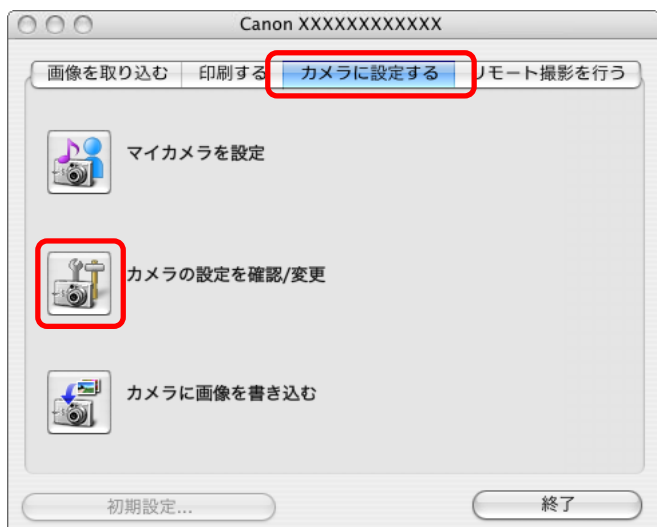 Canon XXXXXXXXXXXX
画像を取り込む 印刷する カメラに設定する リモート撮影を行う
マイカメラを設定
カメラの設定を確認/変更
カメラに画像を書き込む
初期設定... 終了